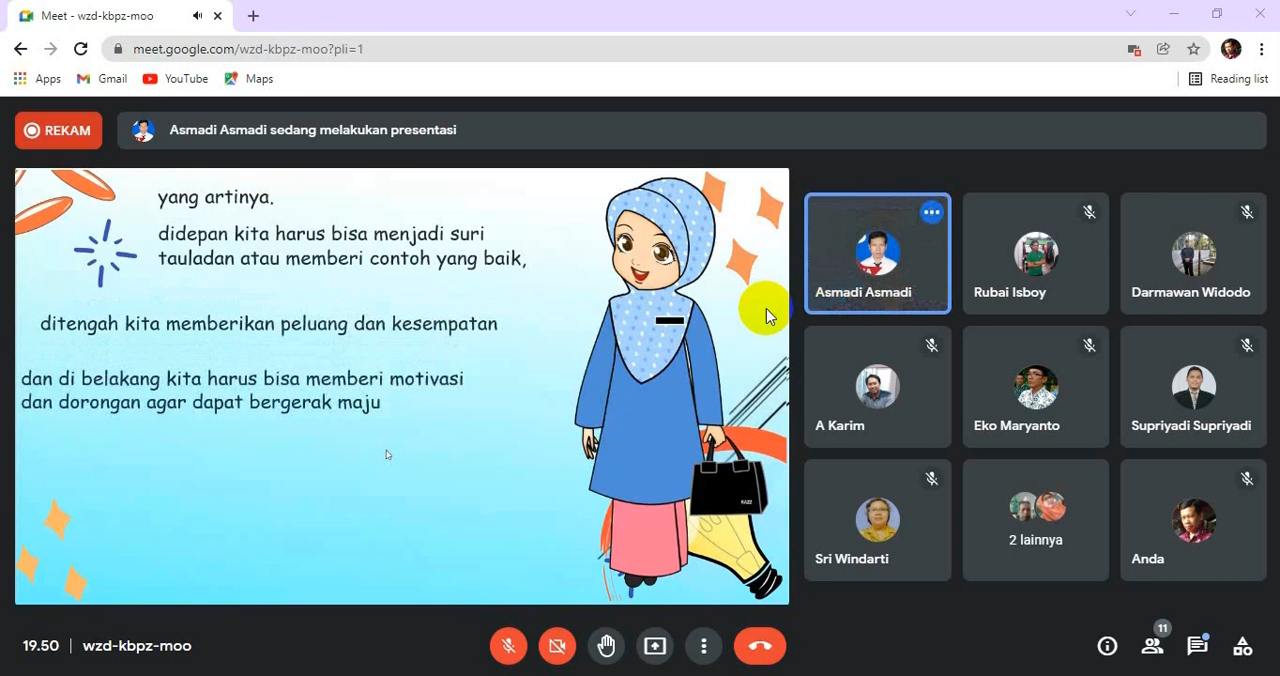 Meet - wzd-kbpz-moo
meet.google.com/wzd-kbpz-moo?pli=1
Apps
Gmail
YouTube
Maps
Reading list
REKAM
Asmadi Asmadi sedang melakukan presentasi
yang artinya.
didepan kita harus bisa menjadi suri
tauladan atau memberi contoh yang baik,
ditengah kita memberikan peluang dan kesempatan
dan di belakang kita harus bisa memberi motivasi
dan dorongan agar dapat bergerak maju
RAZZ
Asmadi Asmadi
Rubai Isboy
Darmawan Widodo
A Karim
Eko Maryanto
Supriyadi Supriyadi
Sri Windarti
2 lainnya
Anda
19.50
wzd-kbpz-moo
11